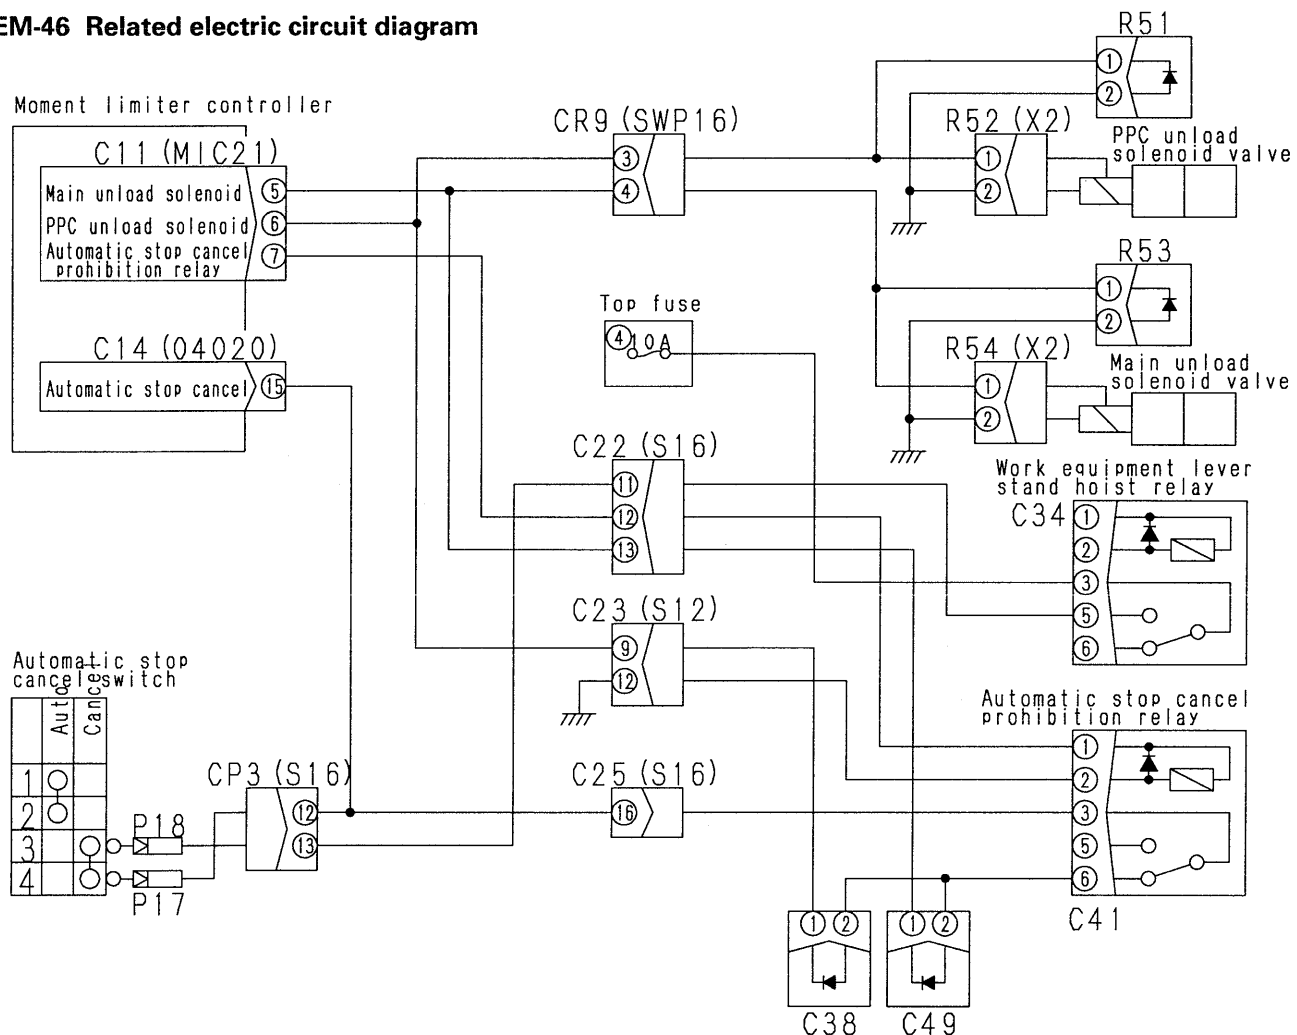 EM-46 Related electric circuit diagram
Moment limiter controller
C11 (MIC21)
Main unload solenoid 5
PPC unload solenoid 6
Automatic stop cancel
prohibition relay 7
C14 (04020)
Automatic stop cancel 15
CR9 (SWP16)
3
4
R51
1
2
R52 (X2)
1
2
PPC unload
solenoid valve
R53
1
2
R54 (X2)
1
2
Main unload
solenoid valve
Top fuse
4 10A
C22 (S16)
11
12
13
Work equipment lever
stand hoist relay
C34
1
2
3
5
6
C23 (S12)
9
12
Automatic stop
cancel switch
Auto
Cancel
1
2
3
4
P18
P17
CP3 (S16)
12
13
C25 (S16)
16
Automatic stop cancel
prohibition relay
1
2
3
5
6
C41
1 2
C38
1 2
C49